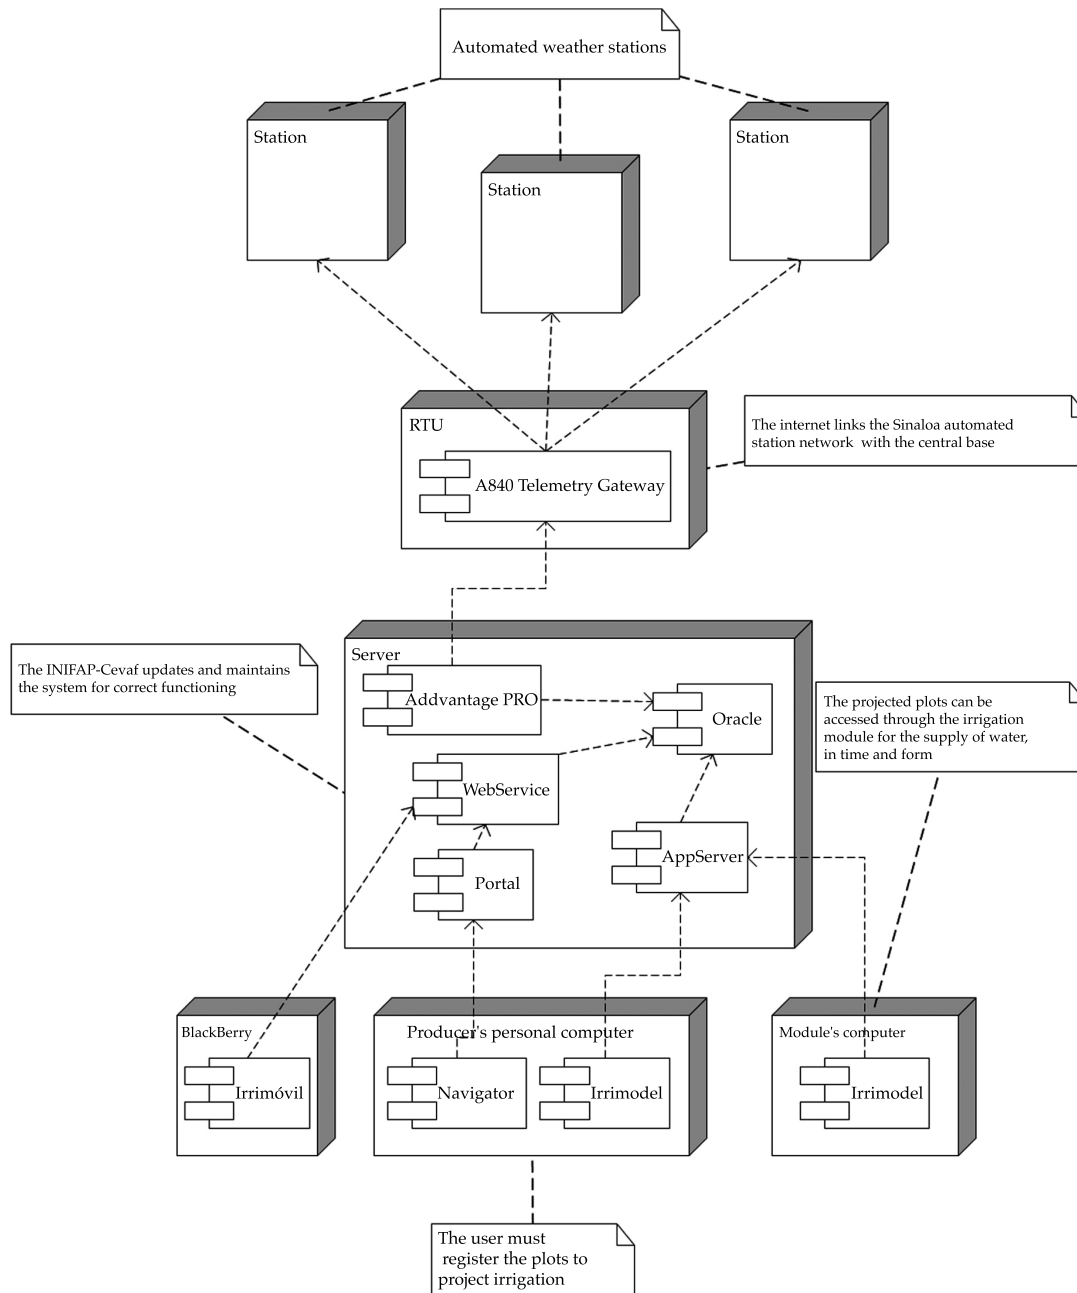 Automated weather stations
Station
Station
Station
RTU
A840 Telemetry Gateway
The internet links the Sinaloa automated
station network with the central base
Server
Addvantage PRO
Oracle
WebService
AppServer
Portal
The INIFAP-Cevaf updates and maintains
the system for correct functioning
The projected plots can be
accessed through the irrigation
module for the supply of water,
in time and form
BlackBerry
Irrimóvil
Producer's personal computer
Navigator
Irrimodel
Module's computer
Irrimodel
The user must
register the plots to
project irrigation